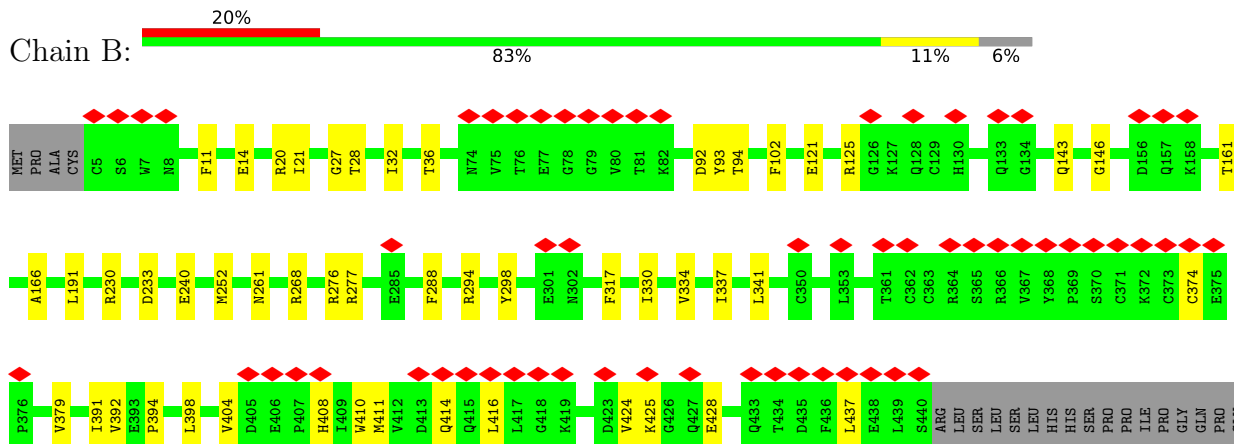 20%
Chain B:
83% 11% 6%
MET PRO ALA CYS C5 S6 W7 N8 F11 E14 R20 I21 G27 T28 I32 T36 N74 V75 T76 E77 G78 G79 V80 T81 K82 D92 Y93 T94 F102 E121 R125 G126 K127 Q128 C129 H130 Q133 G134 Q143 G146 D156 Q157 K158 T161
A166 L191 R230 D233 E240 M252 N261 R268 R276 R277 E285 F288 R294 Y298 E301 N302 F317 I330 V334 I337 L341 C350 L353 T361 C362 C363 R364 S365 R366 V367 Y368 P369 S370 C371 K372 C373 C374 E375
P376 V379 I391 V392 E393 P394 L398 V404 D405 E406 P407 H408 I409 W410 M411 V412 D413 Q414 Q415 L416 L417 G418 K419 D423 V424 K425 G426 Q427 E428 Q433 T434 D435 F436 L437 E438 L439 S440 ARG LEU SER LEU SER LEU HIS HIS SER PRO PRO ILE PRO GLY GLN PRO